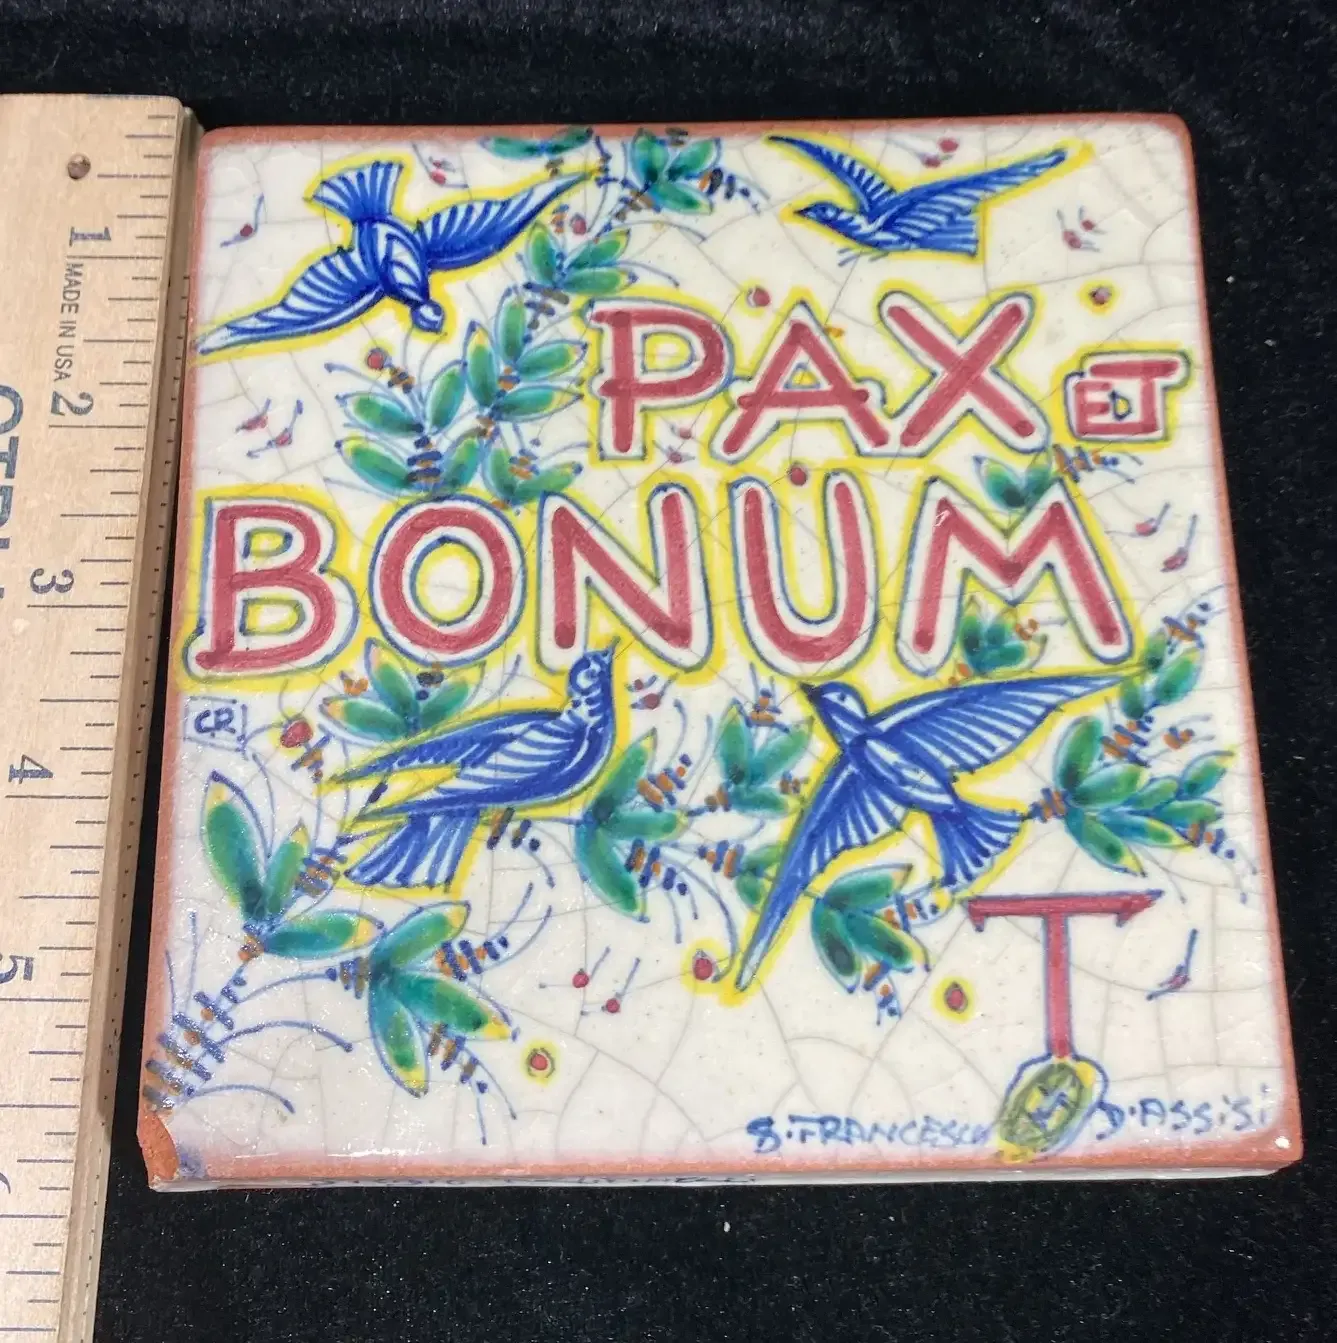 PAX ET
BONUM
CR
S. FRANCESCO D'ASSISI
T
1
MADE IN USA
2
3
4
5